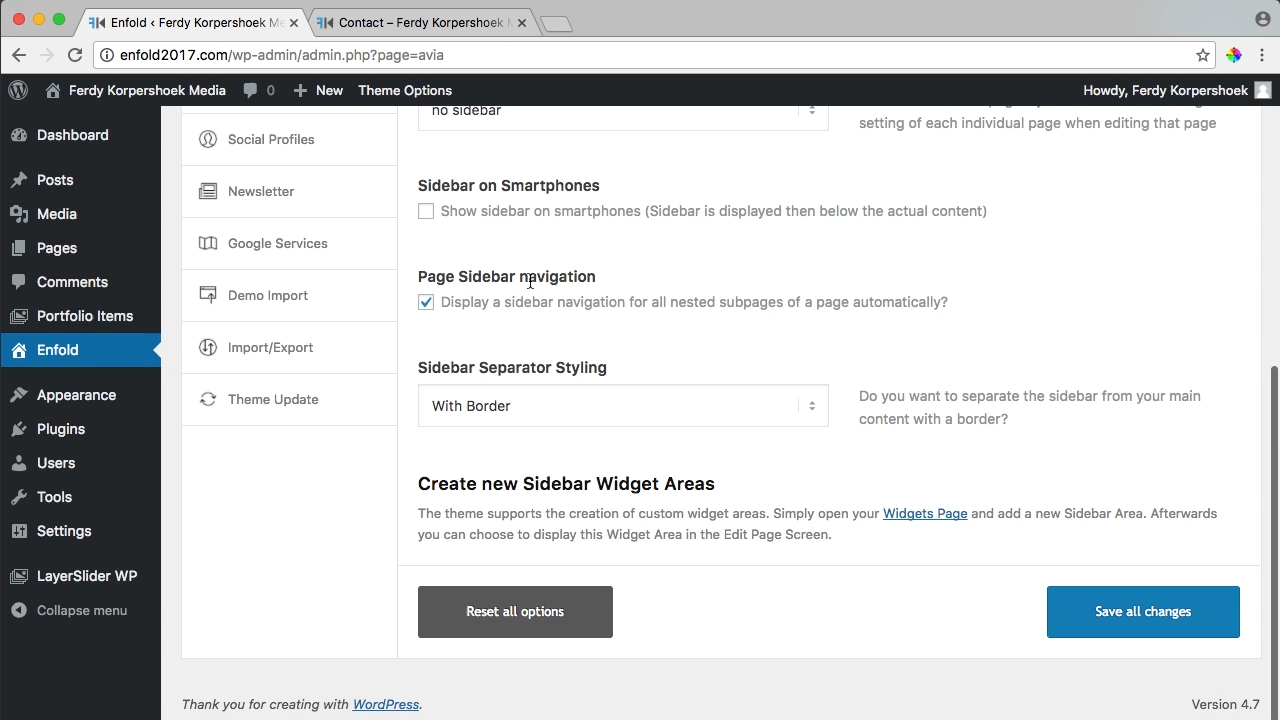 Enfold ‹ Ferdy Korpershoek Me
Contact – Ferdy Korpershoek M
enfold2017.com/wp-admin/admin.php?page=avia
Ferdy Korpershoek Media
0
New
Theme Options
Howdy, Ferdy Korpershoek
Dashboard
Posts
Media
Pages
Comments
Portfolio Items
Enfold
Appearance
Plugins
Users
Tools
Settings
LayerSlider WP
Collapse menu
Social Profiles
Newsletter
Google Services
Demo Import
Import/Export
Theme Update
no sidebar
setting of each individual page when editing that page
Sidebar on Smartphones
Show sidebar on smartphones (Sidebar is displayed then below the actual content)
Page Sidebar navigation
Display a sidebar navigation for all nested subpages of a page automatically?
Sidebar Separator Styling
With Border
Do you want to separate the sidebar from your main
content with a border?
Create new Sidebar Widget Areas
The theme supports the creation of custom widget areas. Simply open your Widgets Page and add a new Sidebar Area. Afterwards
you can choose to display this Widget Area in the Edit Page Screen.
Reset all options
Save all changes
Thank you for creating with WordPress.
Version 4.7